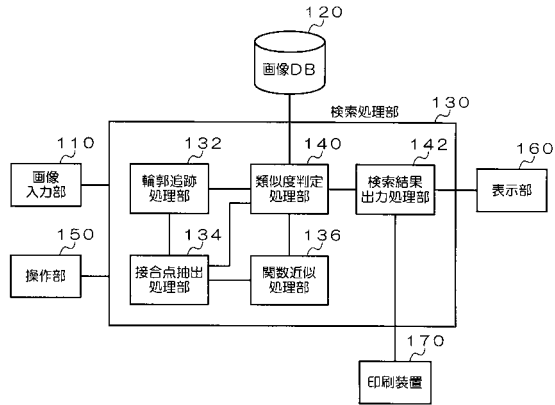 120
画像DB
検索処理部
130
110
132
140
142
160
画像
入力部
輪郭追跡
処理部
類似度判定
処理部
検索結果
出力処理部
表示部
150
134
136
操作部
接合点抽出
処理部
関数近似
処理部
170
印刷装置